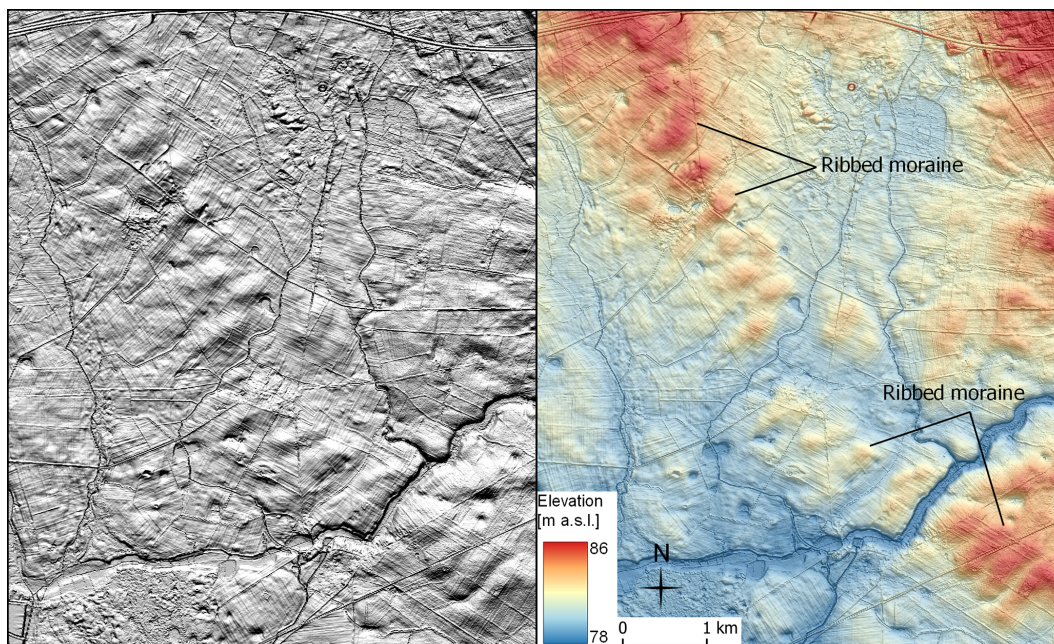 Ribbed moraine
Ribbed moraine
Elevation
[m a.s.l.]
86
78
N
0 1 km